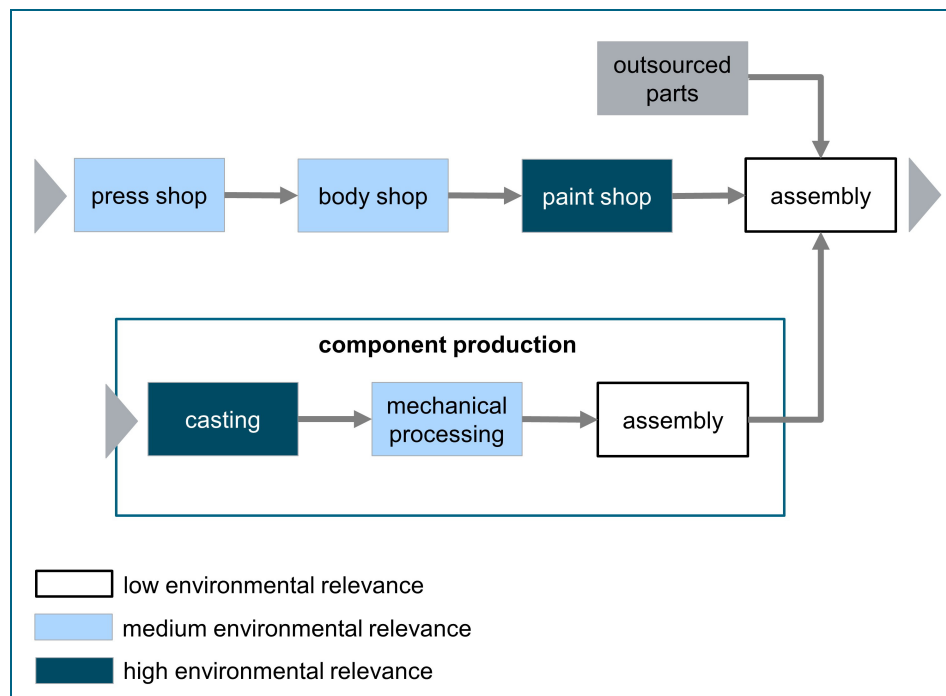 outsourced
parts
press shop
body shop
paint shop
assembly
component production
casting
mechanical
processing
assembly
low environmental relevance
medium environmental relevance
high environmental relevance